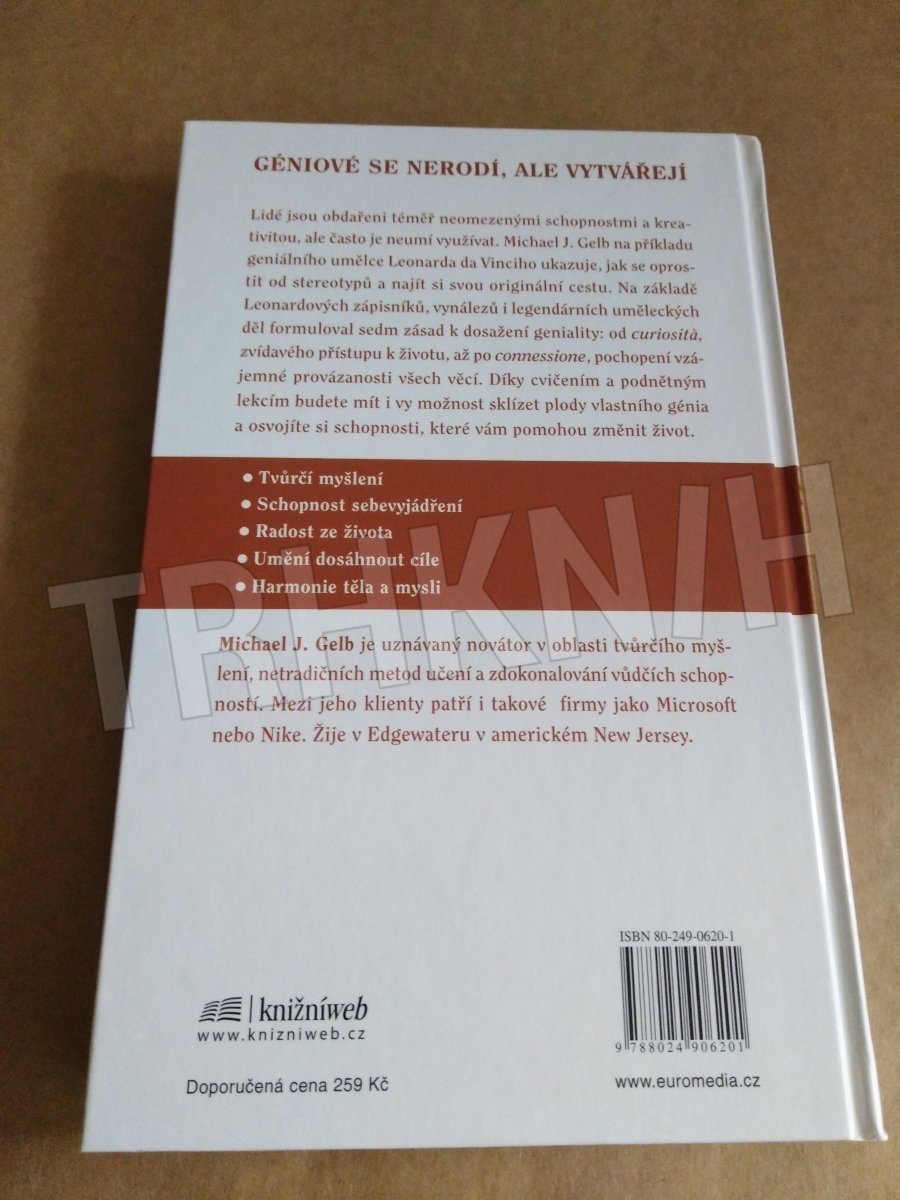 GÉNIOVÉ SE NERODÍ, ALE VYTVÁŘEJÍ
Lidé jsou obdařeni téměř neomezenými schopnostmi a krea-
tivitou, ale často je neumí využívat. Michael J. Gelb na příkladu
geniálního umělce Leonarda da Vinciho ukazuje, jak se opros-
tit od stereotypů a najít si svou originální cestu. Na základě
Leonardových zápisníků, vynálezů i legendárních uměleckých
děl formuloval sedm zásad k dosažení geniality: od curiosità,
zvídavého přístupu k životu, až po connessione, pochopení vzá-
jemné provázanosti všech věcí. Díky cvičením a podnětným
lekcím budete mít i vy možnost sklízet plody vlastního génia
a osvojíte si schopnosti, které vám pomohou změnit život.
• Tvůrčí myšlení
• Schopnost sebevyjádření
• Radost ze života
• Umění dosáhnout cíle
• Harmonie těla a mysli
TRHKNIH
Michael J. Gelb je uznávaný novátor v oblasti tvůrčího myš-
lení, netradičních metod učení a zdokonalování vůdčích schop-
ností. Mezi jeho klienty patří i takové firmy jako Microsoft
nebo Nike. Žije v Edgewateru v americkém New Jersey.
ISBN 80-249-0620-1
9 788024 906201
knižníweb
www.knizniweb.cz
Doporučená cena 259 Kč
www.euromedia.cz